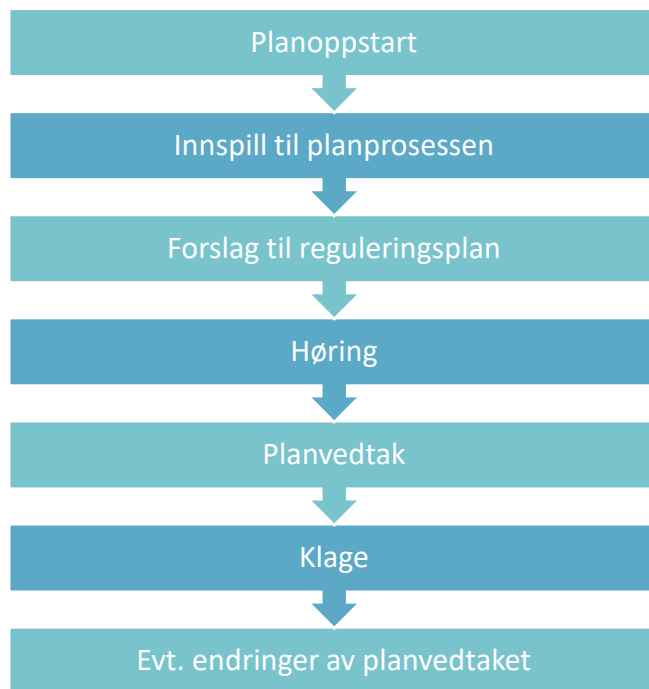 Planoppstart
Innspill til planprosessen
Forslag til reguleringsplan
Høring
Planvedtak
Klage
Evt. endringer av planvedtaket